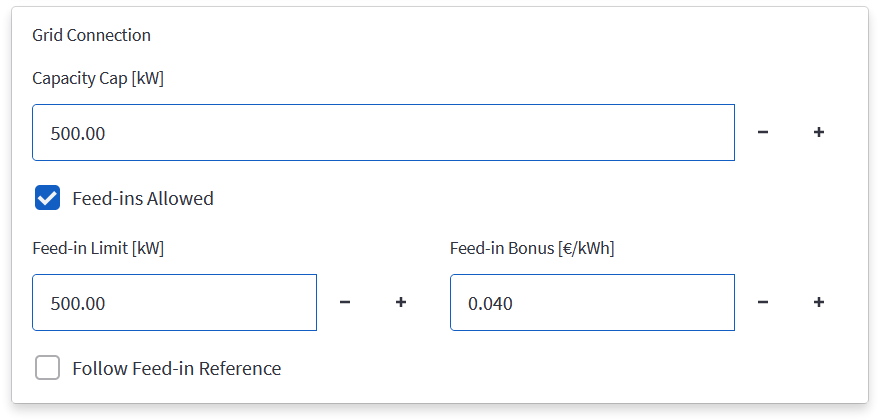 Grid Connection
Capacity Cap [kW]
500.00
Feed-ins Allowed
Feed-in Limit [kW]
Feed-in Bonus [€/kWh]
500.00
0.040
Follow Feed-in Reference